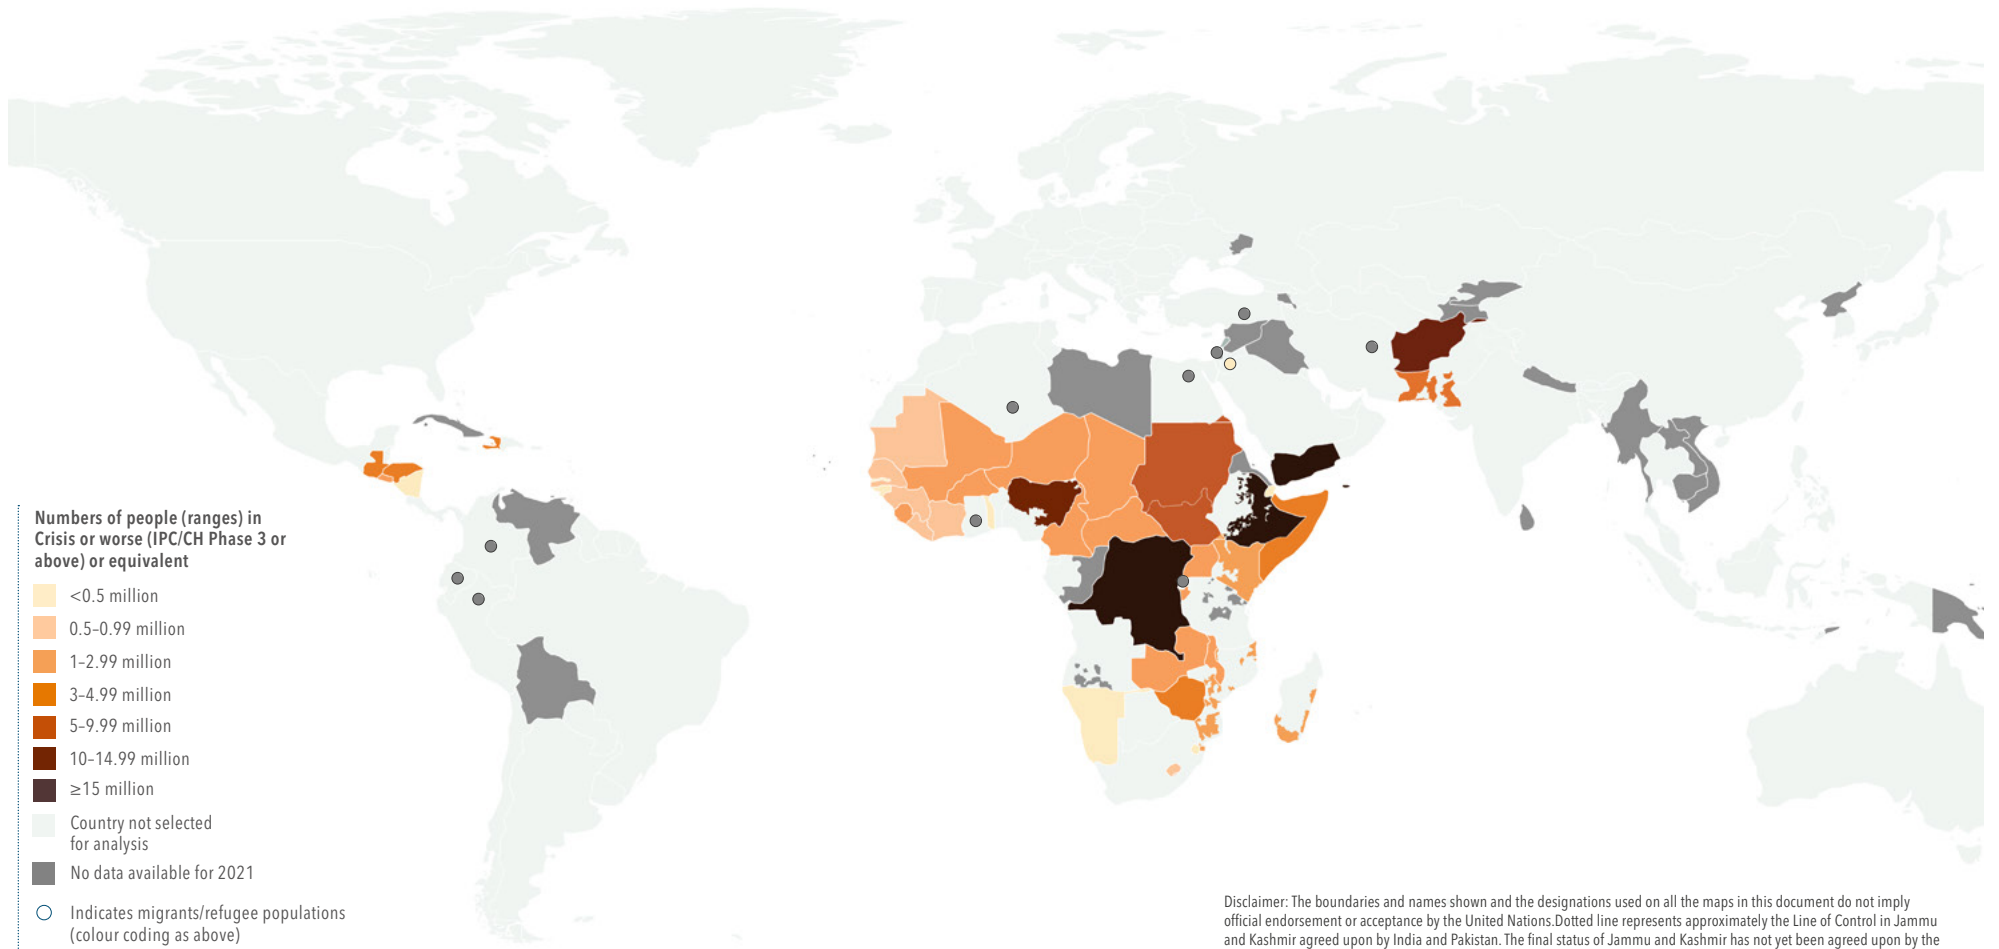 Numbers of people (ranges) in
Crisis or worse (IPC/CH Phase 3 or
above) or equivalent
<0.5 million
0.5–0.99 million
1–2.99 million
3–4.99 million
5–9.99 million
10–14.99 million
≥15 million
Country not selected
for analysis
No data available for 2021
Indicates migrants/refugee populations
(colour coding as above)
Disclaimer: The boundaries and names shown and the designations used on all the maps in this document do not imply
official endorsement or acceptance by the United Nations.Dotted line represents approximately the Line of Control in Jammu
and Kashmir agreed upon by India and Pakistan. The final status of Jammu and Kashmir has not yet been agreed upon by the